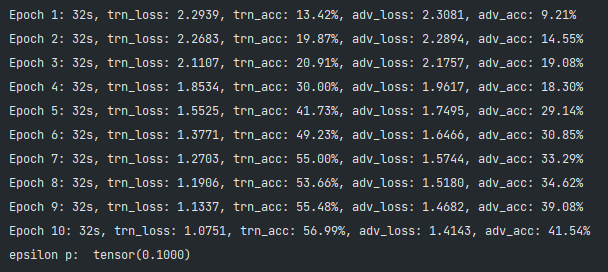 Epoch 1: 32s, trn_loss: 2.2939, trn_acc: 13.42%, adv_loss: 2.3081, adv_acc: 9.21%
Epoch 2: 32s, trn_loss: 2.2683, trn_acc: 19.87%, adv_loss: 2.2894, adv_acc: 14.55%
Epoch 3: 32s, trn_loss: 2.1107, trn_acc: 20.91%, adv_loss: 2.1757, adv_acc: 19.08%
Epoch 4: 32s, trn_loss: 1.8534, trn_acc: 30.00%, adv_loss: 1.9617, adv_acc: 18.30%
Epoch 5: 32s, trn_loss: 1.5525, trn_acc: 41.73%, adv_loss: 1.7495, adv_acc: 29.14%
Epoch 6: 32s, trn_loss: 1.3771, trn_acc: 49.23%, adv_loss: 1.6466, adv_acc: 30.85%
Epoch 7: 32s, trn_loss: 1.2703, trn_acc: 55.00%, adv_loss: 1.5744, adv_acc: 33.29%
Epoch 8: 32s, trn_loss: 1.1906, trn_acc: 53.66%, adv_loss: 1.5180, adv_acc: 34.62%
Epoch 9: 32s, trn_loss: 1.1337, trn_acc: 55.48%, adv_loss: 1.4682, adv_acc: 39.08%
Epoch 10: 32s, trn_loss: 1.0751, trn_acc: 56.99%, adv_loss: 1.4143, adv_acc: 41.54%
epsilon p:  tensor(0.1000)